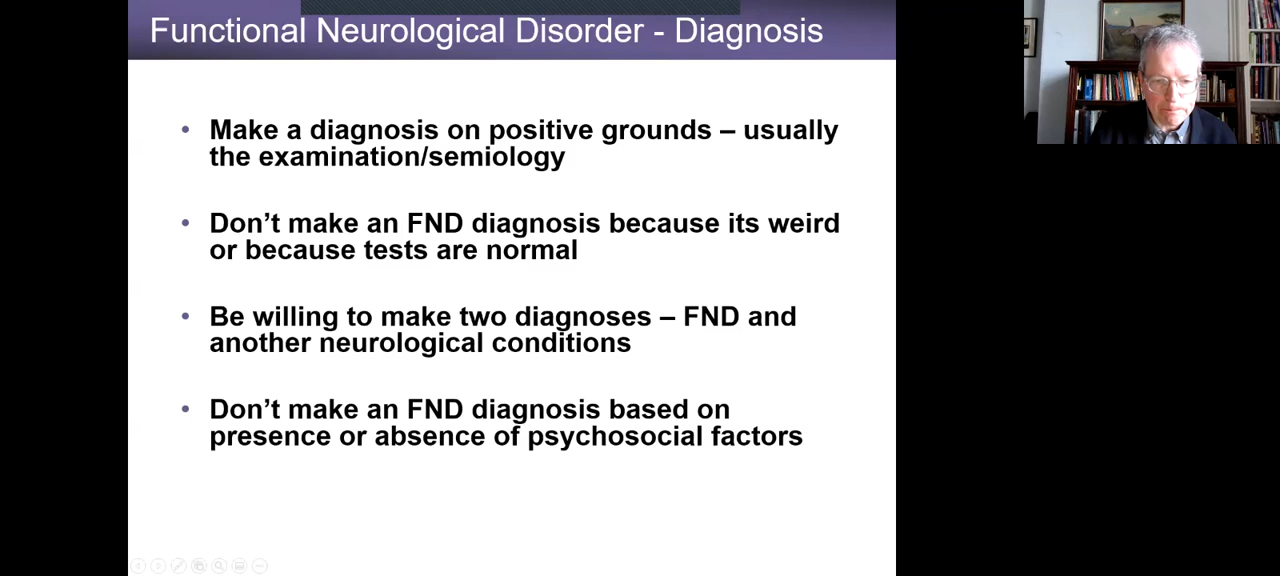 Functional Neurological Disorder - Diagnosis
• Make a diagnosis on positive grounds – usually
the examination/semiology
• Don’t make an FND diagnosis because its weird
or because tests are normal
• Be willing to make two diagnoses – FND and
another neurological conditions
• Don’t make an FND diagnosis based on
presence or absence of psychosocial factors